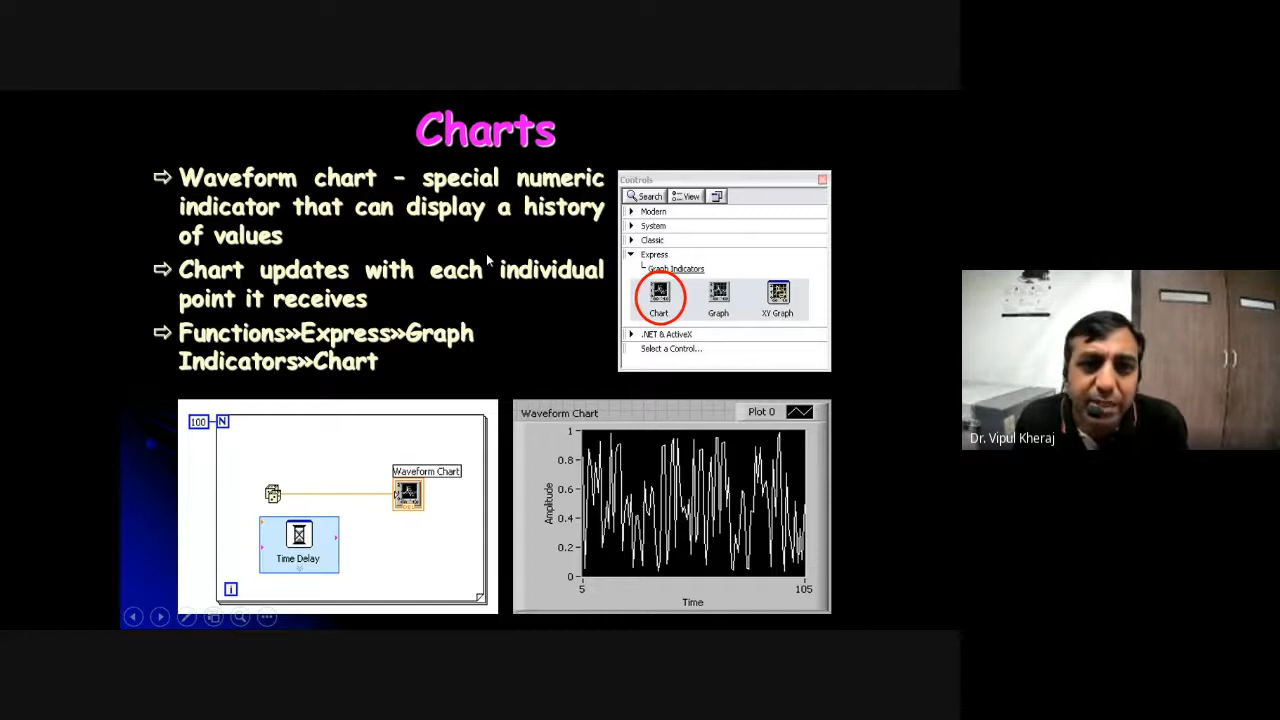 Charts
⇨ Waveform chart – special numeric
indicator that can display a history
of values
⇨ Chart updates with each individual
point it receives
⇨ Functions»Express»Graph
Indicators»Chart
Controls
Search View
Modern
System
Classic
Express
Graph Indicators
Chart Graph XY Graph
.NET & ActiveX
Select a Control...
100 N
Waveform Chart
Time Delay
i
Waveform Chart Plot 0
1
0.8
0.6
0.4
0.2
0
Amplitude
5 105
Time
Dr. Vipul Kheraj